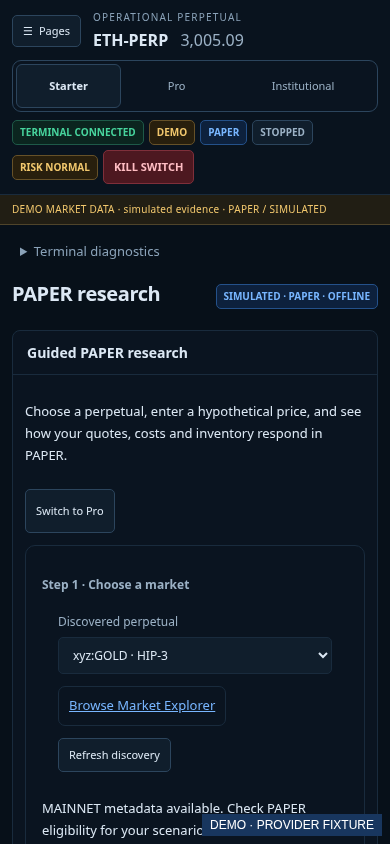 ☰ Pages
OPERATIONAL PERPETUAL
ETH-PERP 3,005.09
Starter Pro Institutional
TERMINAL CONNECTED DEMO PAPER STOPPED
RISK NORMAL KILL SWITCH
DEMO MARKET DATA · simulated evidence · PAPER / SIMULATED
▶ Terminal diagnostics
PAPER research
SIMULATED · PAPER · OFFLINE
Guided PAPER research
Choose a perpetual, enter a hypothetical price, and see
how your quotes, costs and inventory respond in
PAPER.
Switch to Pro
Step 1 · Choose a market
Discovered perpetual
xyz:GOLD · HIP-3
Browse Market Explorer
Refresh discovery
MAINNET metadata available. Check PAPER
eligibility for your scenario
DEMO · PROVIDER FIXTURE